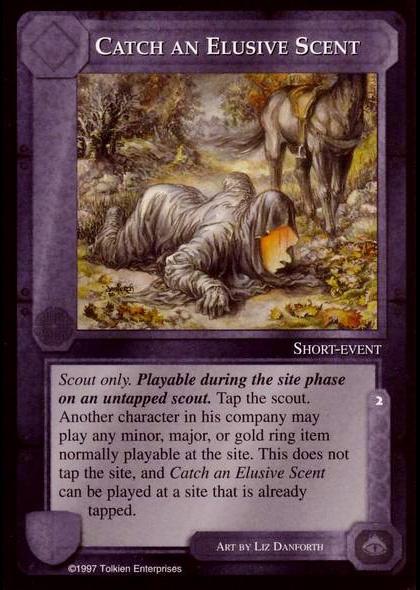 CATCH AN ELUSIVE SCENT
SHORT-EVENT
Scout only. Playable during the site phase
on an untapped scout. Tap the scout.
Another character in his company may
play any minor, major, or gold ring item
normally playable at the site. This does not
tap the site, and Catch an Elusive Scent
can be played at a site that is already
tapped.
2
ART BY LIZ DANFORTH
©1997 Tolkien Enterprises